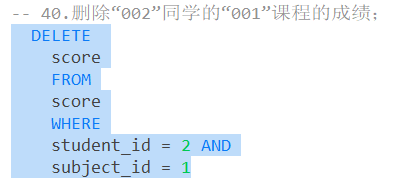 -- 40.删除“002”同学的“001”课程的成绩;
DELETE
score
FROM
score
WHERE
student_id = 2 AND
subject_id = 1